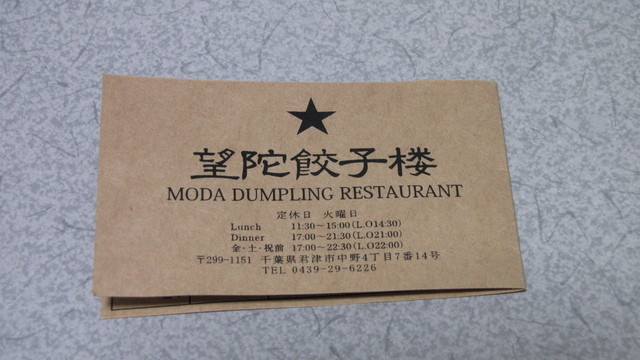 望陀餃子楼
MODA DUMPLING RESTAURANT
定休日 火曜日
Lunch 11:30~15:00(L.O14:30)
Dinner 17:00~21:30(L.O21:00)
金・土・祝前 17:00~22:30(L.O22:00)
〒299-1151 千葉県君津市中野4丁目7番14号
TEL 0439-29-6226